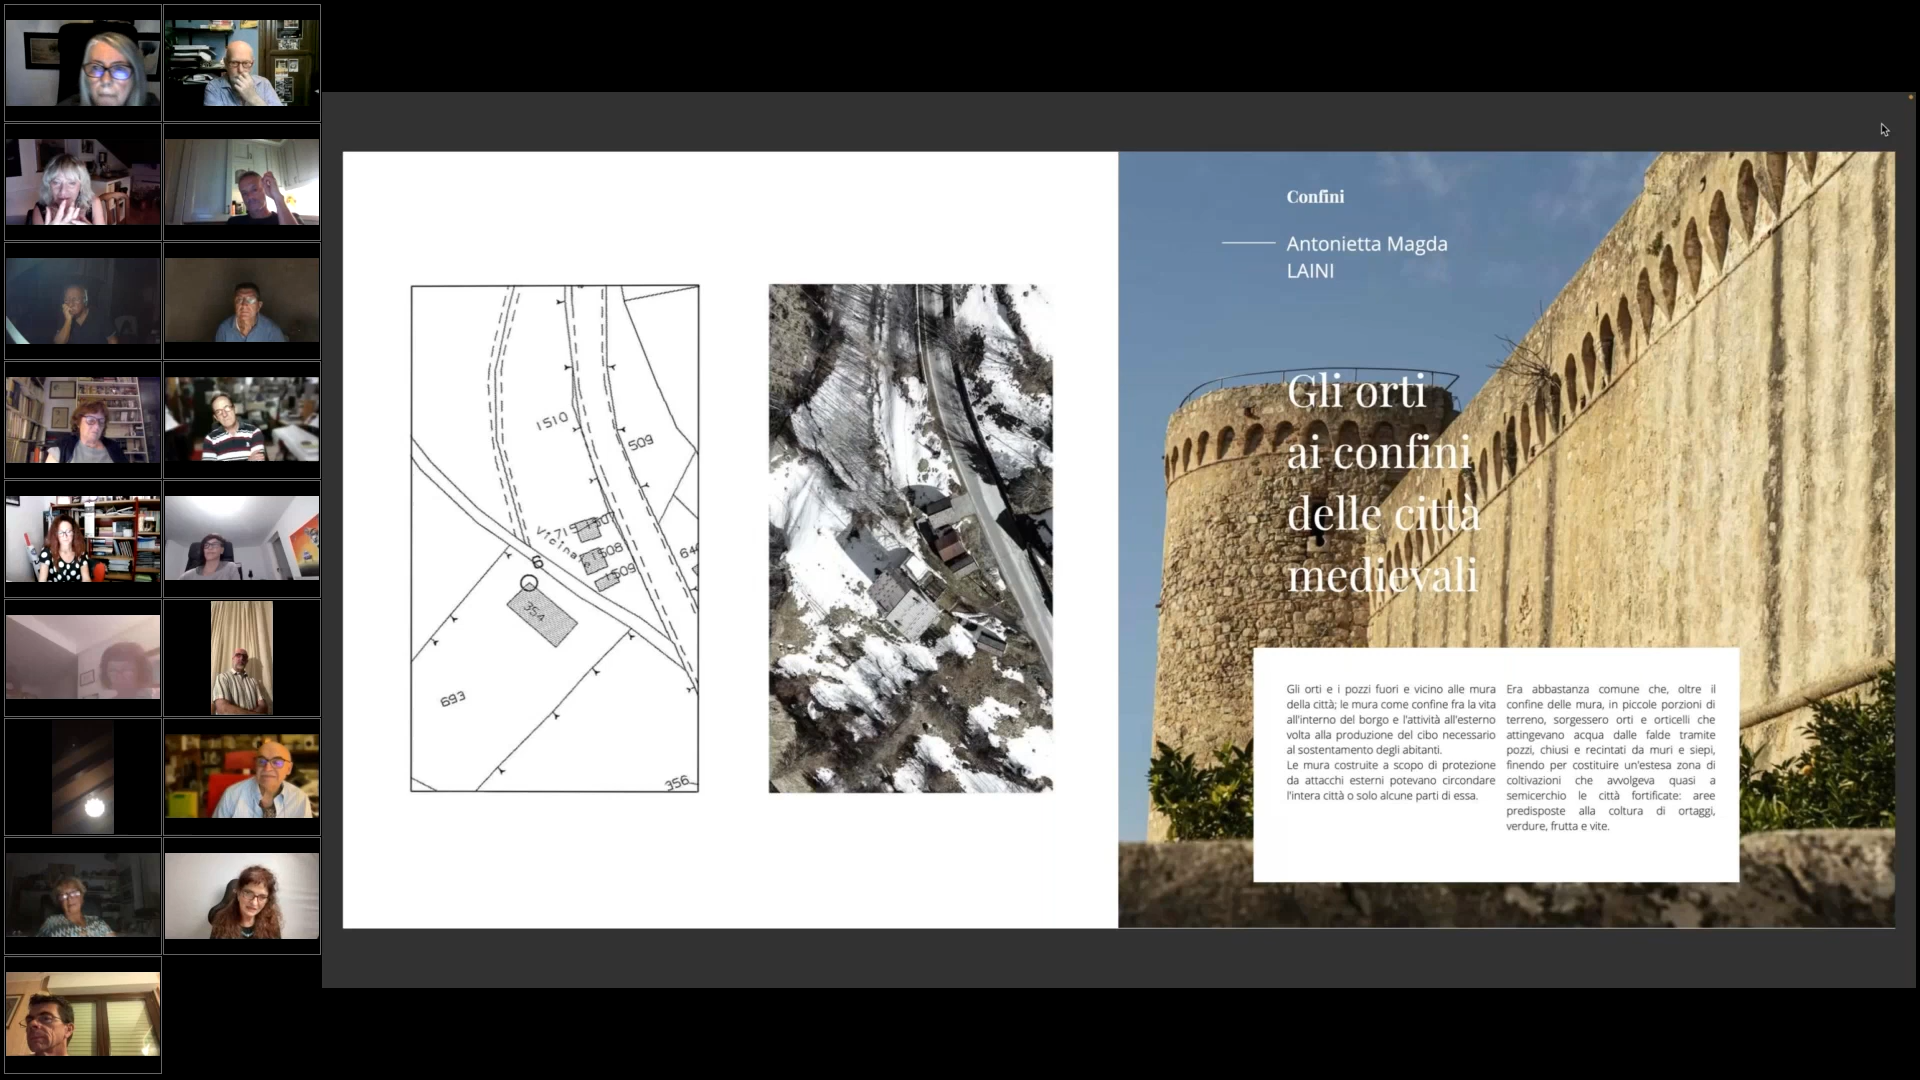 1510
509
1507
Vicinale
6
1508
1509
354
693
356
Confini
Antonietta Magda
LAINI
Gli orti
ai confini
delle città
medievali
Gli orti e i pozzi fuori e vicino alle mura
della città; le mura come confine fra la vita
all'interno del borgo e l'attività all'esterno
volta alla produzione del cibo necessario
al sostentamento degli abitanti.
Le mura costruite a scopo di protezione
da attacchi esterni potevano circondare
l'intera città o solo alcune parti di essa.
Era abbastanza comune che, oltre il
confine delle mura, in piccole porzioni di
terreno, sorgessero orti e orticelli che
attingevano acqua dalle falde tramite
pozzi, chiusi e recintati da muri e siepi,
finendo per costituire un'estesa zona di
coltivazioni che avvolgeva quasi a
semicerchio le città fortificate: aree
predisposte alla coltura di ortaggi,
verdure, frutta e vite.